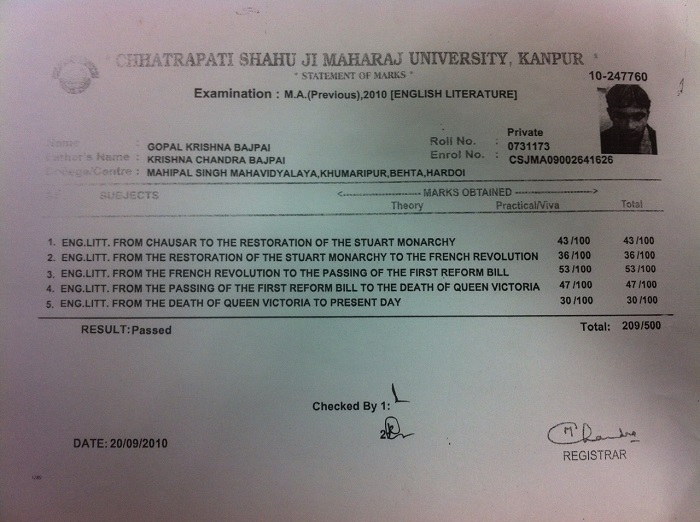 CHHATRAPATI SHAHU JI MAHARAJ UNIVERSITY, KANPUR
* STATEMENT OF MARKS *
10-247760
Examination : M.A.(Previous),2010 [ENGLISH LITERATURE]
Private
Name : GOPAL KRISHNA BAJPAI Roll No. : 0731173
Father's Name : KRISHNA CHANDRA BAJPAI Enrol No. : CSJMA09002641626
College/Centre : MAHIPAL SINGH MAHAVIDYALAYA,KHUMARIPUR,BEHTA,HARDOI
SUBJECTS <---------------- MARKS OBTAINED ---------------->
Theory Practical/Viva Total
1. ENG.LITT. FROM CHAUSAR TO THE RESTORATION OF THE STUART MONARCHY 43 /100 43 /100
2. ENG.LITT. FROM THE RESTORATION OF THE STUART MONARCHY TO THE FRENCH REVOLUTION 36 /100 36 /100
3. ENG.LITT. FROM THE FRENCH REVOLUTION TO THE PASSING OF THE FIRST REFORM BILL 53 /100 53 /100
4. ENG.LITT. FROM THE PASSING OF THE FIRST REFORM BILL TO THE DEATH OF QUEEN VICTORIA 47 /100 47 /100
5. ENG.LITT. FROM THE DEATH OF QUEEN VICTORIA TO PRESENT DAY 30 /100 30 /100
RESULT:Passed Total: 209/500
Checked By 1:
2:
DATE: 20/09/2010
REGISTRAR